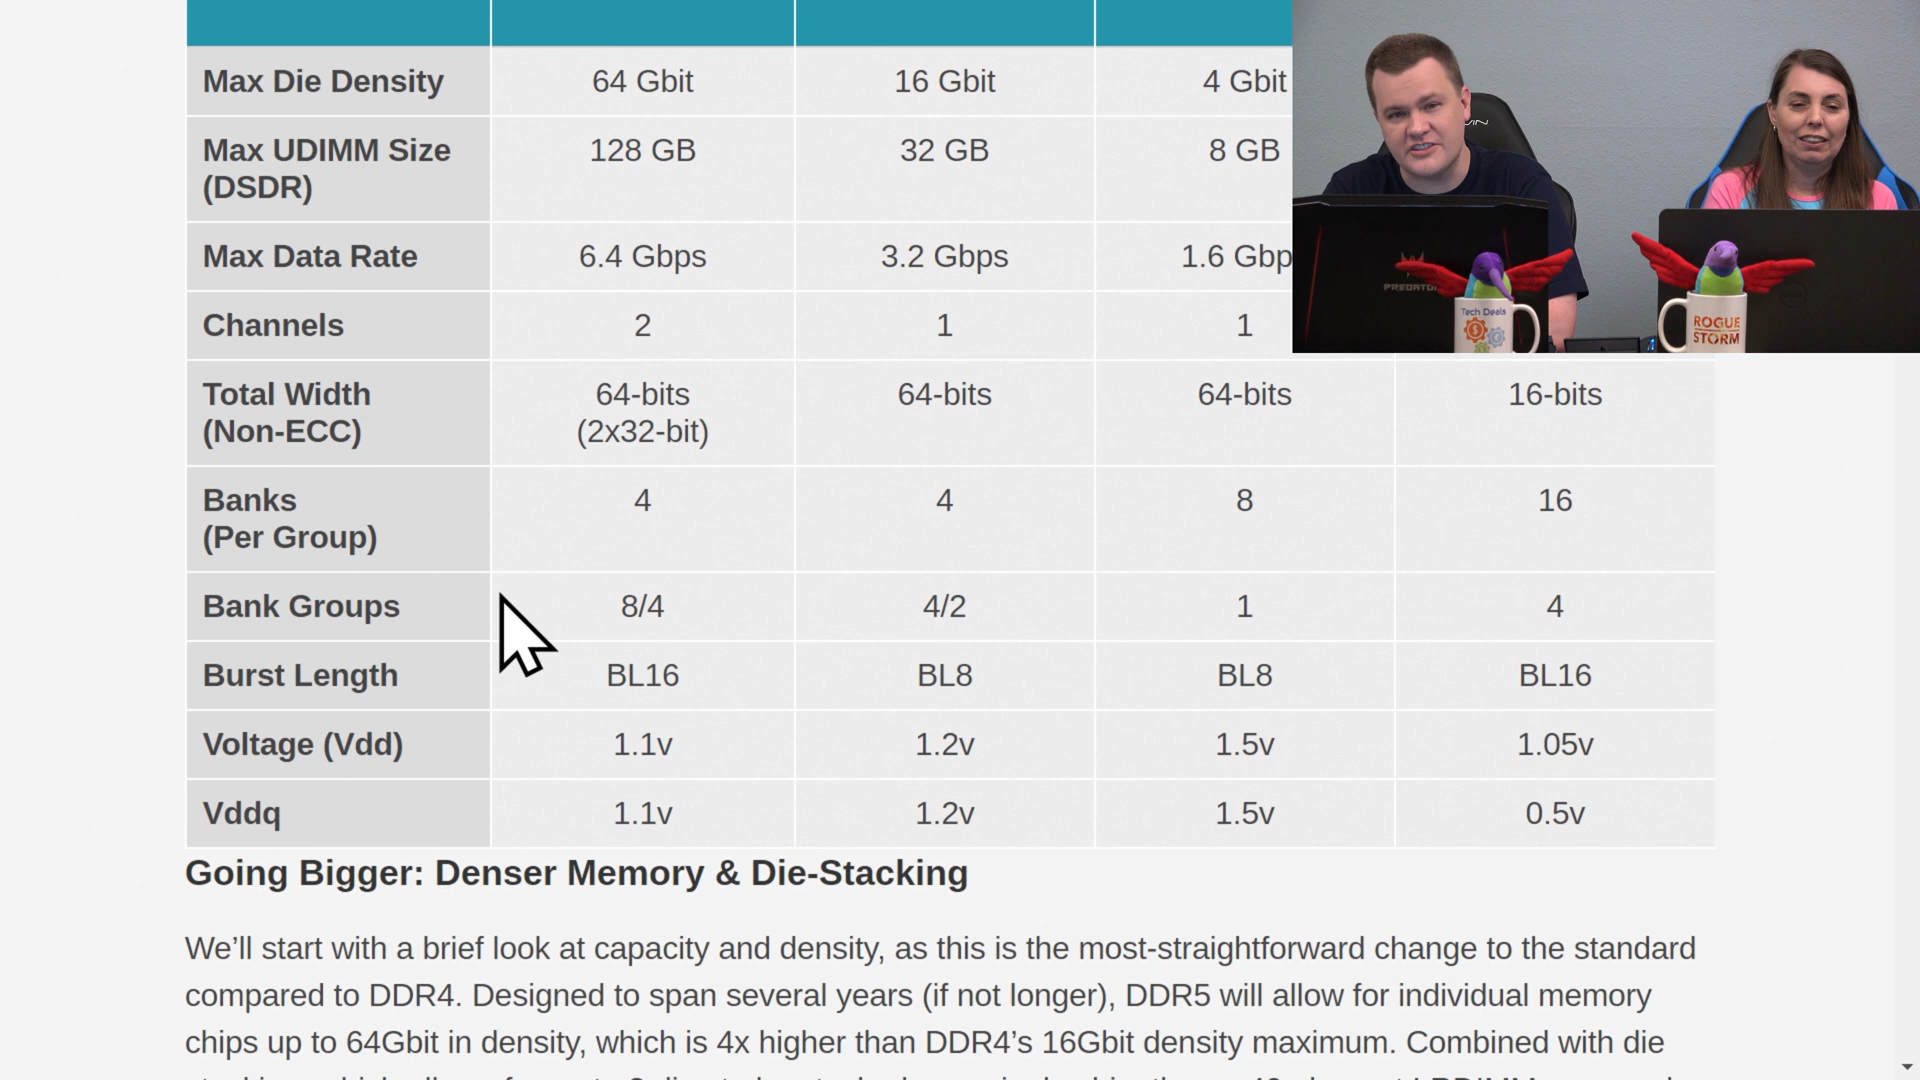 Max Die Density 64 Gbit 16 Gbit 4 Gbit
Max UDIMM Size 128 GB 32 GB 8 GB
(DSDR)
Max Data Rate 6.4 Gbps 3.2 Gbps 1.6 Gbp
Channels 2 1 1
Total Width 64-bits 64-bits 64-bits 16-bits
(Non-ECC) (2x32-bit)
Banks 4 4 8 16
(Per Group)
Bank Groups 8/4 4/2 1 4
Burst Length BL16 BL8 BL8 BL16
Voltage (Vdd) 1.1v 1.2v 1.5v 1.05v
Vddq 1.1v 1.2v 1.5v 0.5v
Going Bigger: Denser Memory & Die-Stacking
We’ll start with a brief look at capacity and density, as this is the most-straightforward change to the standard
compared to DDR4. Designed to span several years (if not longer), DDR5 will allow for individual memory
chips up to 64Gbit in density, which is 4x higher than DDR4’s 16Gbit density maximum. Combined with die
PREDATOR
Tech Deals
ROGUE
STORM